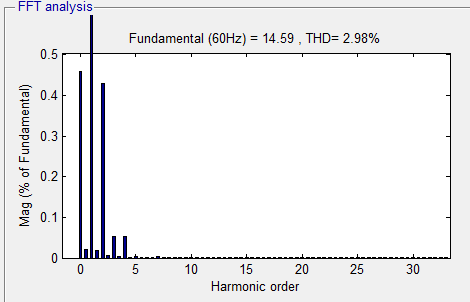 FFT analysis
Fundamental (60Hz) = 14.59 , THD= 2.98%
0.5
0.4
0.3
0.2
0.1
0
Mag (% of Fundamental)
0 5 10 15 20 25 30
Harmonic order